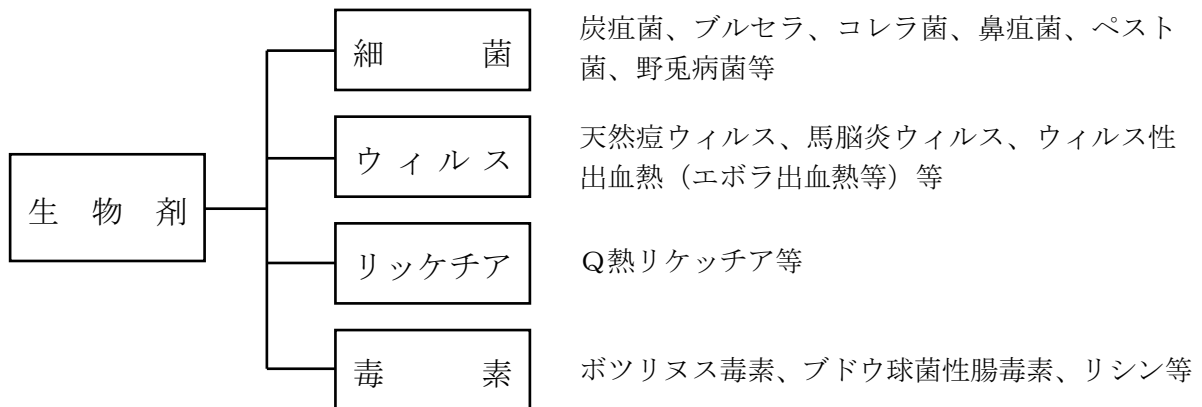 細菌
炭疽菌、ブルセラ、コレラ菌、鼻疽菌、ペスト
菌、野兎病菌等
ウィルス
天然痘ウィルス、馬脳炎ウィルス、ウィルス性
出血熱（エボラ出血熱等）等
生物剤
リッケチア
Ｑ熱リケッチア等
毒素
ボツリヌス毒素、ブドウ球菌性腸毒素、リシン等